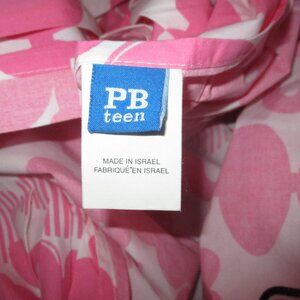 PB
teen
MADE IN ISRAEL
FABRIQUÉ EN ISRAEL